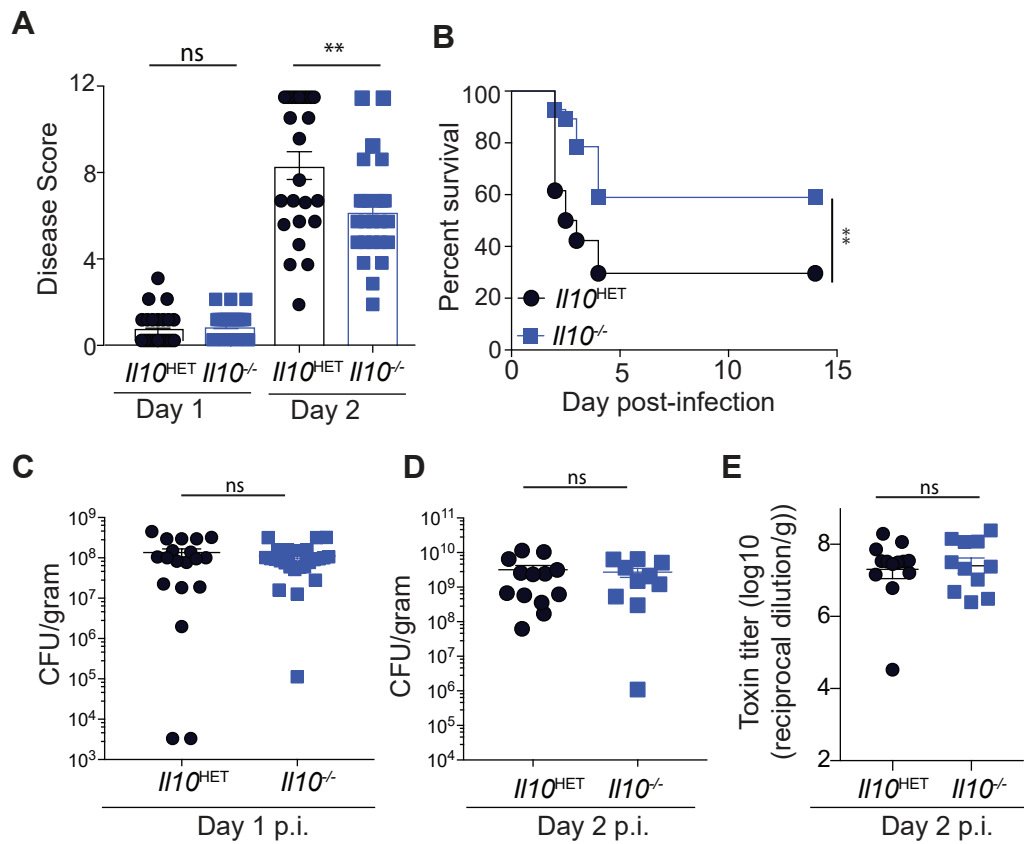 A
ns
**
Disease Score
12
8
4
0
Il10HET Il10-/- Il10HET Il10-/-
Day 1 Day 2
B
Percent survival
100
80
60
40
20
0
Il10HET
Il10-/-
**
0 5 10 15
Day post-infection
C
ns
CFU/gram
10⁹
10⁸
10⁷
10⁶
10⁵
10⁴
10³
Il10HET Il10-/-
Day 1 p.i.
D
ns
CFU/gram
10¹¹
10¹⁰
10⁹
10⁸
10⁷
10⁶
10⁵
10⁴
Il10HET Il10-/-
Day 2 p.i.
E
ns
Toxin titer (log10
(reciprocal dilution/g))
8
6
4
2
Il10HET Il10-/-
Day 2 p.i.